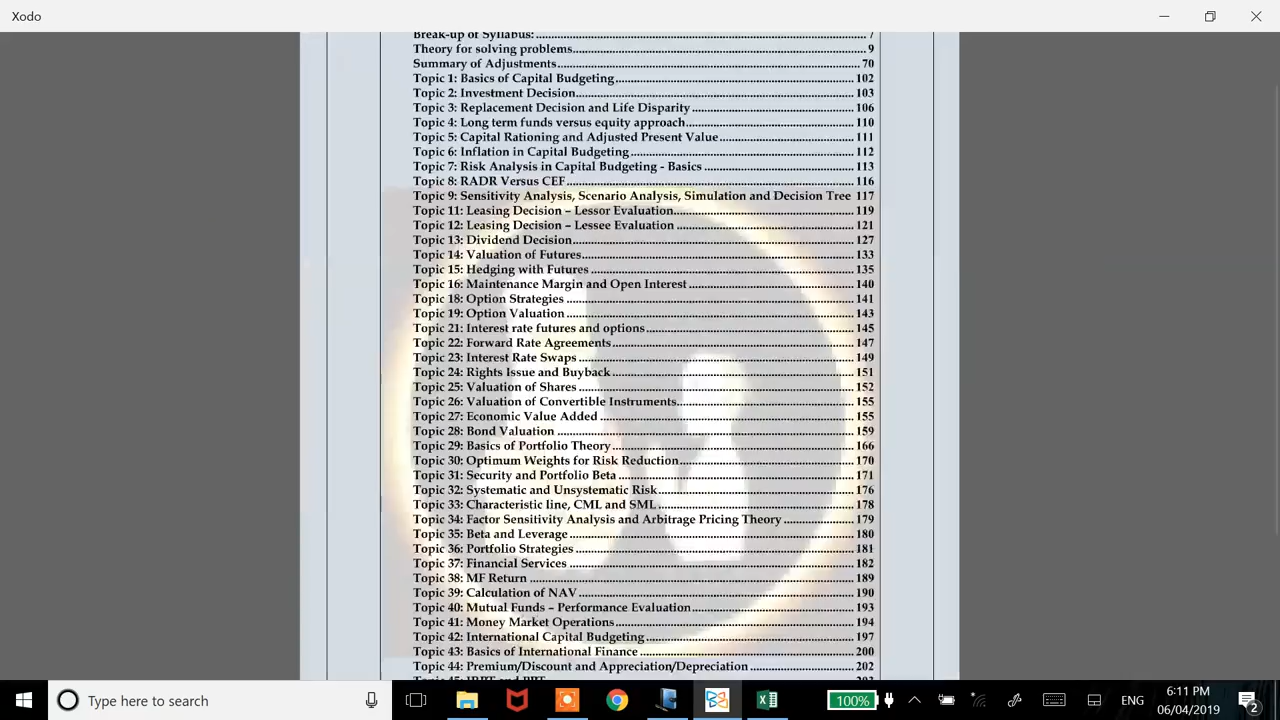 Xodo
Break-up of Syllabus: 7
Theory for solving problems 9
Summary of Adjustments 70
Topic 1: Basics of Capital Budgeting 102
Topic 2: Investment Decision 103
Topic 3: Replacement Decision and Life Disparity 106
Topic 4: Long term funds versus equity approach 110
Topic 5: Capital Rationing and Adjusted Present Value 111
Topic 6: Inflation in Capital Budgeting 112
Topic 7: Risk Analysis in Capital Budgeting - Basics 113
Topic 8: RADR Versus CEF 116
Topic 9: Sensitivity Analysis, Scenario Analysis, Simulation and Decision Tree 117
Topic 11: Leasing Decision – Lessor Evaluation 119
Topic 12: Leasing Decision – Lessee Evaluation 121
Topic 13: Dividend Decision 127
Topic 14: Valuation of Futures 133
Topic 15: Hedging with Futures 135
Topic 16: Maintenance Margin and Open Interest 140
Topic 18: Option Strategies 141
Topic 19: Option Valuation 143
Topic 21: Interest rate futures and options 145
Topic 22: Forward Rate Agreements 147
Topic 23: Interest Rate Swaps 149
Topic 24: Rights Issue and Buyback 151
Topic 25: Valuation of Shares 152
Topic 26: Valuation of Convertible Instruments 155
Topic 27: Economic Value Added 155
Topic 28: Bond Valuation 159
Topic 29: Basics of Portfolio Theory 166
Topic 30: Optimum Weights for Risk Reduction 170
Topic 31: Security and Portfolio Beta 171
Topic 32: Systematic and Unsystematic Risk 176
Topic 33: Characteristic line, CML and SML 178
Topic 34: Factor Sensitivity Analysis and Arbitrage Pricing Theory 179
Topic 35: Beta and Leverage 180
Topic 36: Portfolio Strategies 181
Topic 37: Financial Services 182
Topic 38: MF Return 189
Topic 39: Calculation of NAV 190
Topic 40: Mutual Funds – Performance Evaluation 193
Topic 41: Money Market Operations 194
Topic 42: International Capital Budgeting 197
Topic 43: Basics of International Finance 200
Topic 44: Premium/Discount and Appreciation/Depreciation 202
Type here to search
100%
ENG
6:11 PM
06/04/2019
2